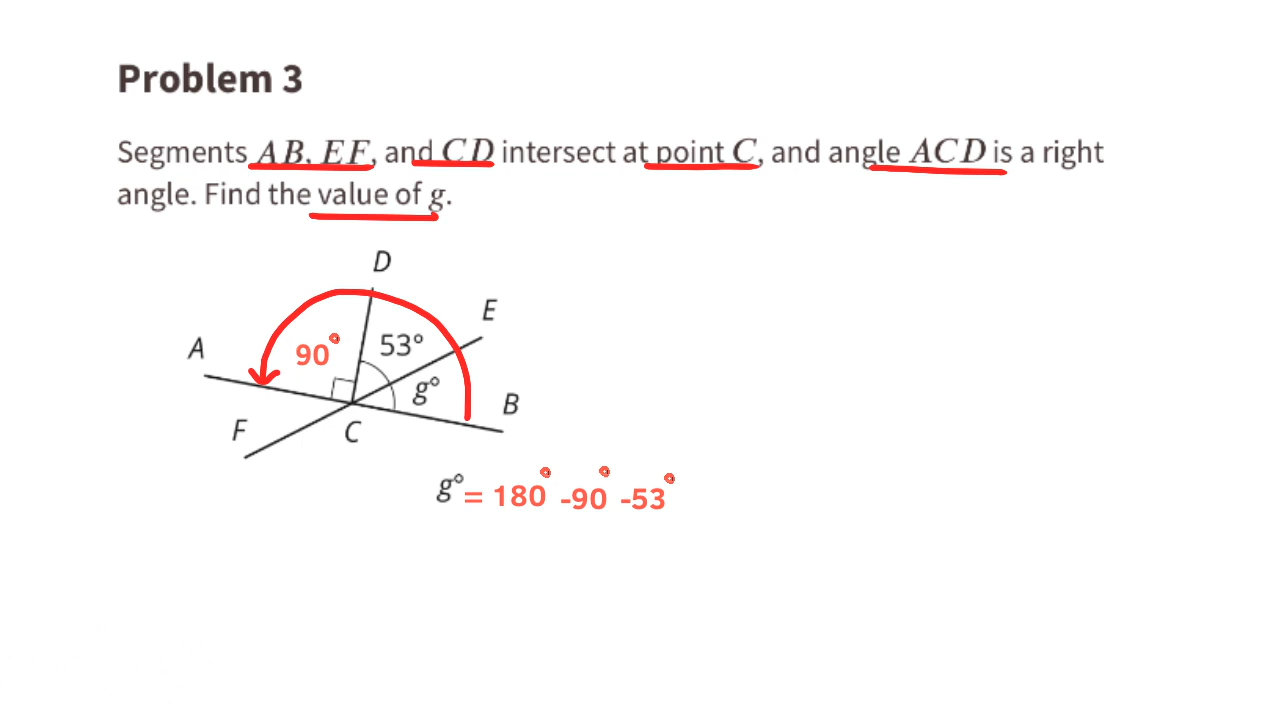 Problem 3
Segments AB, EF, and CD intersect at point C, and angle ACD is a right
angle. Find the value of g.
D
E
A
90°
53°
g°
B
F
C
g° = 180° -90° -53°